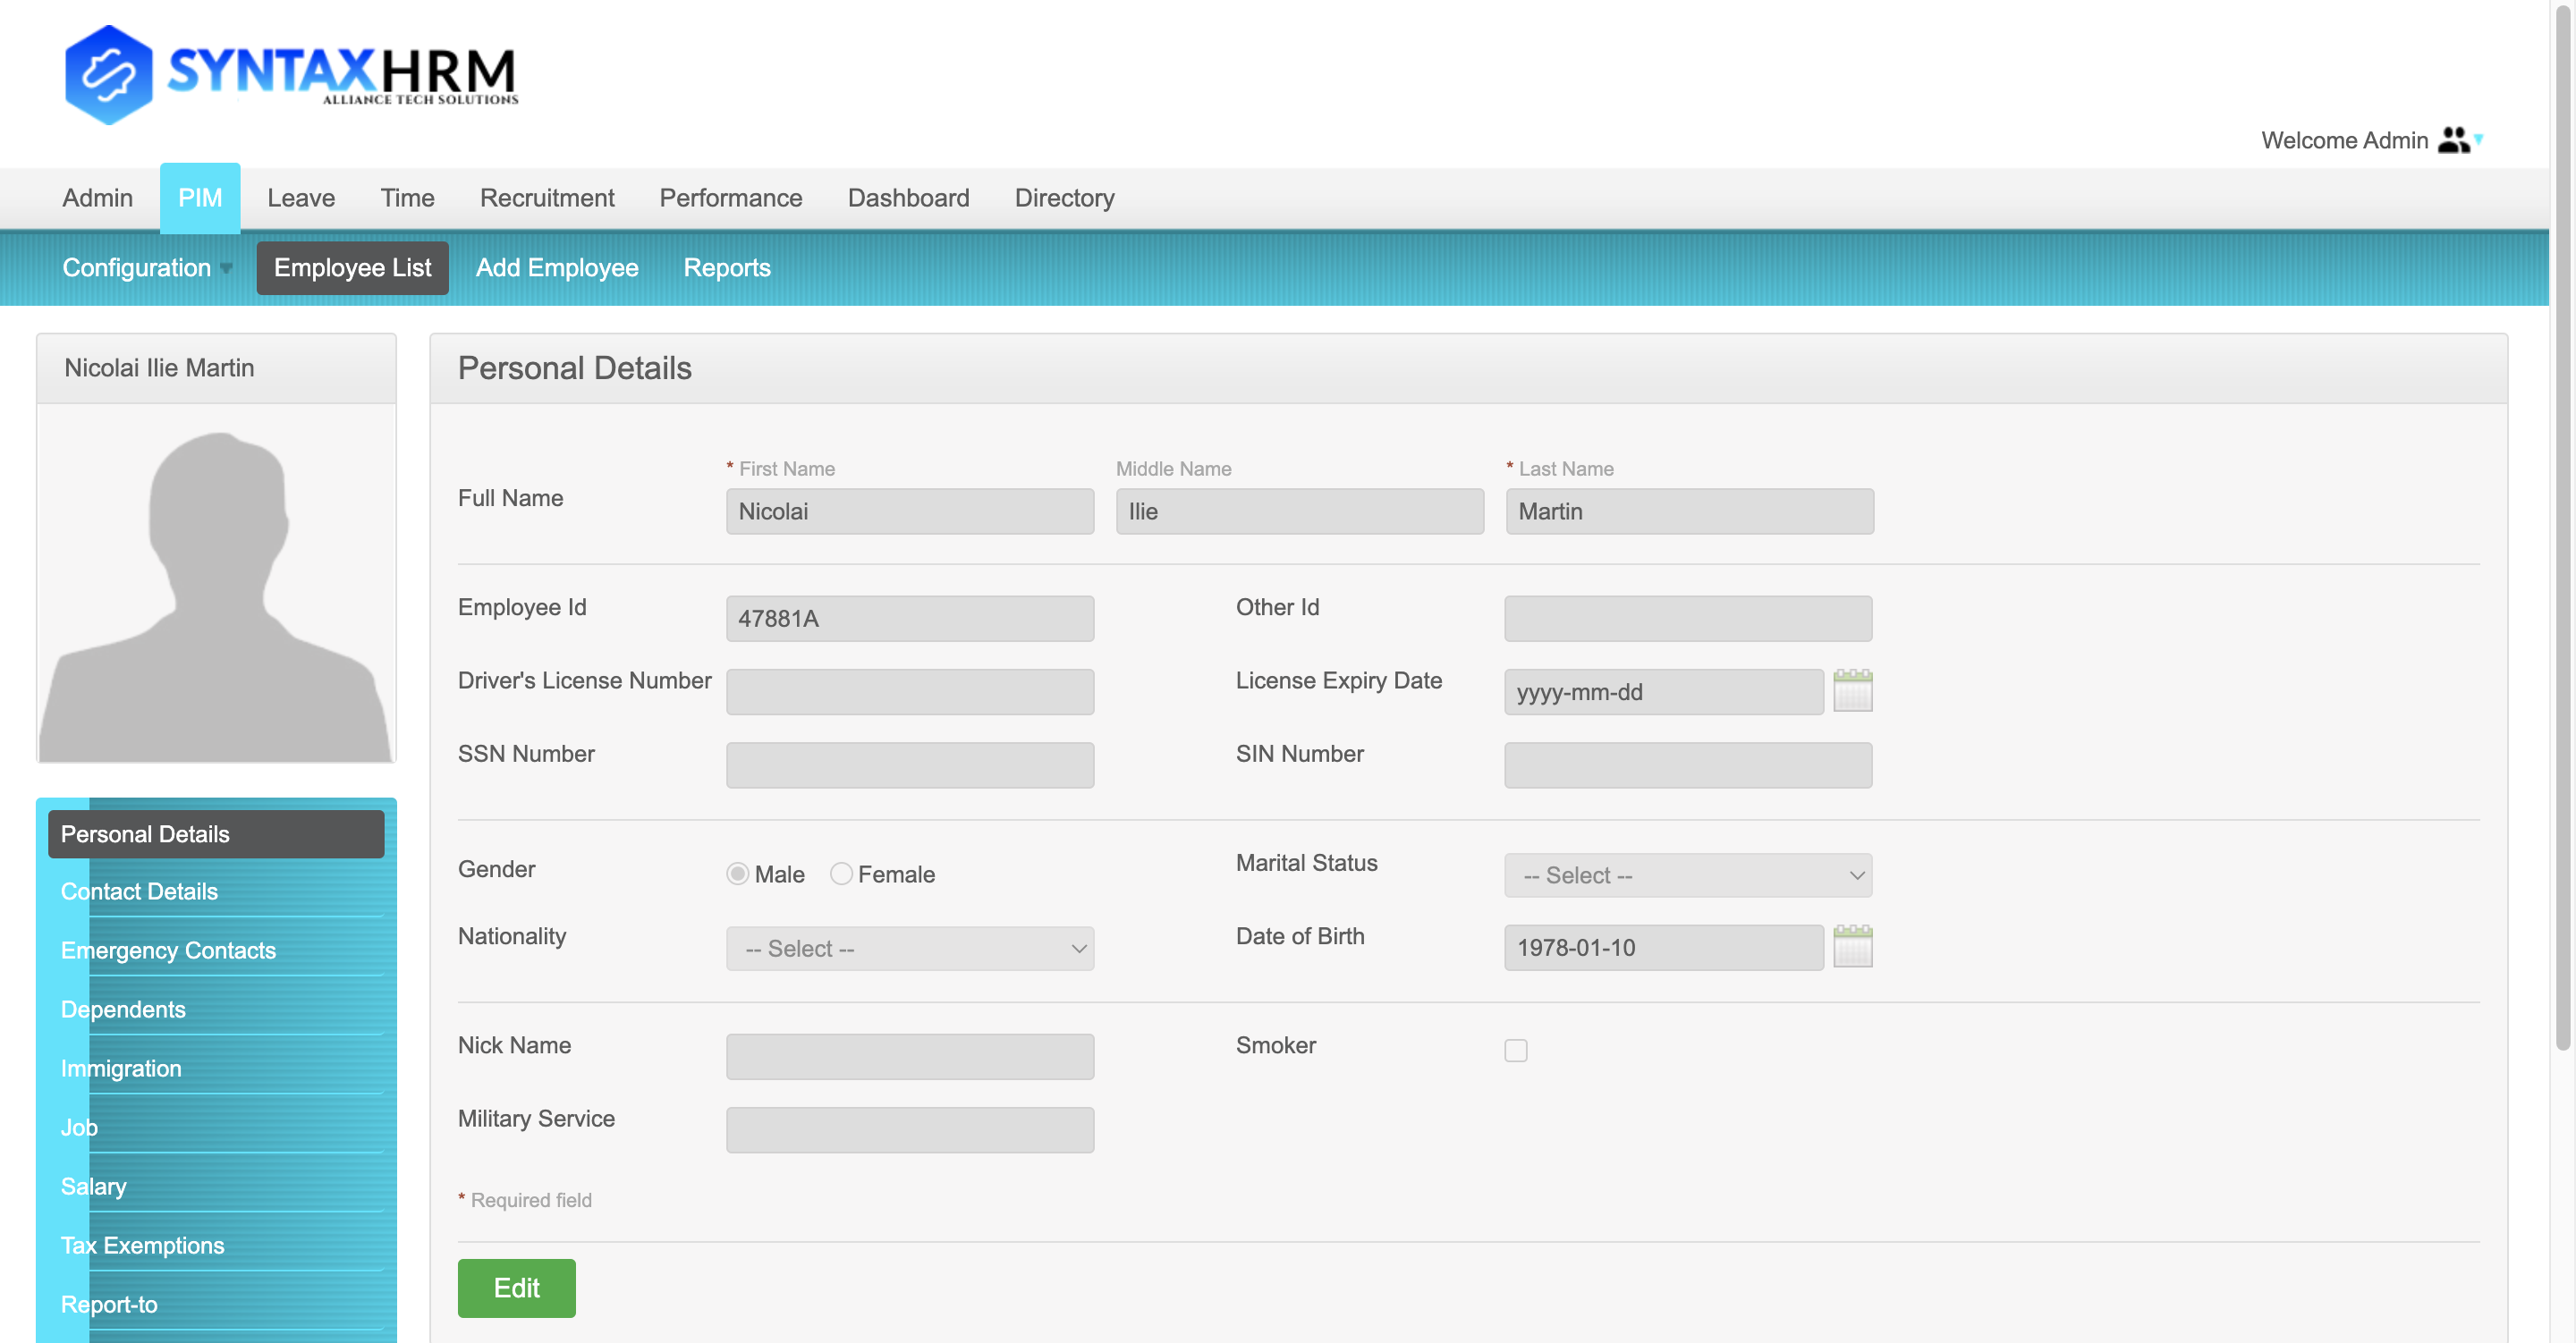 SYNTAXHRM
ALLIANCE TECH SOLUTIONS
Welcome Admin
Admin PIM Leave Time Recruitment Performance Dashboard Directory
Configuration Employee List Add Employee Reports
Nicolai Ilie Martin
Personal Details
Contact Details
Emergency Contacts
Dependents
Immigration
Job
Salary
Tax Exemptions
Report-to
Personal Details
* First Name Middle Name * Last Name
Full Name Nicolai Ilie Martin
Employee Id 47881A Other Id
Driver's License Number License Expiry Date yyyy-mm-dd
SSN Number SIN Number
Gender Male Female Marital Status -- Select --
Nationality -- Select -- Date of Birth 1978-01-10
Nick Name Smoker
Military Service
* Required field
Edit